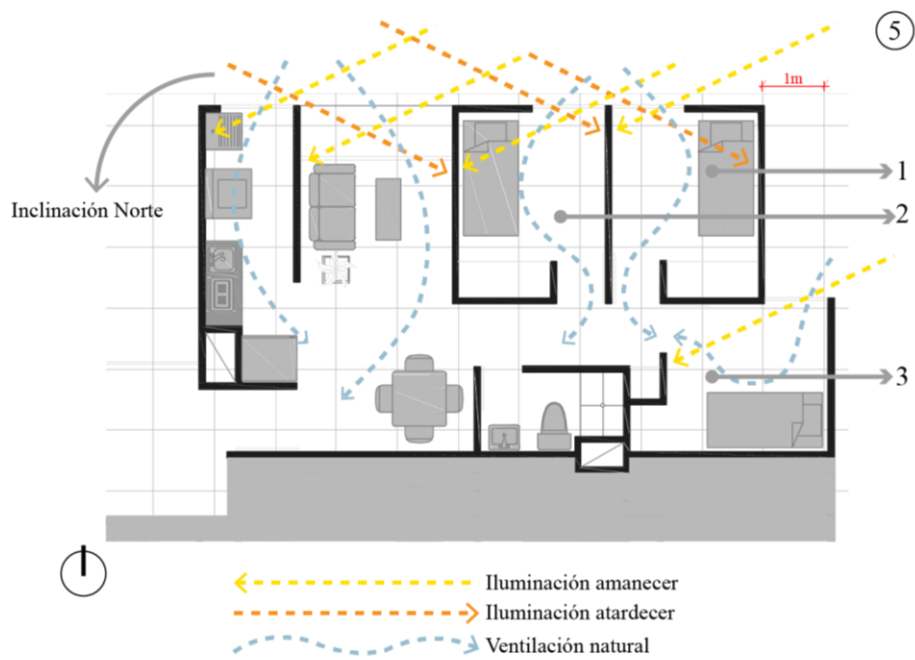 5
1m
1
Inclinación Norte
2
3
Iluminación amanecer
Iluminación atardecer
Ventilación natural